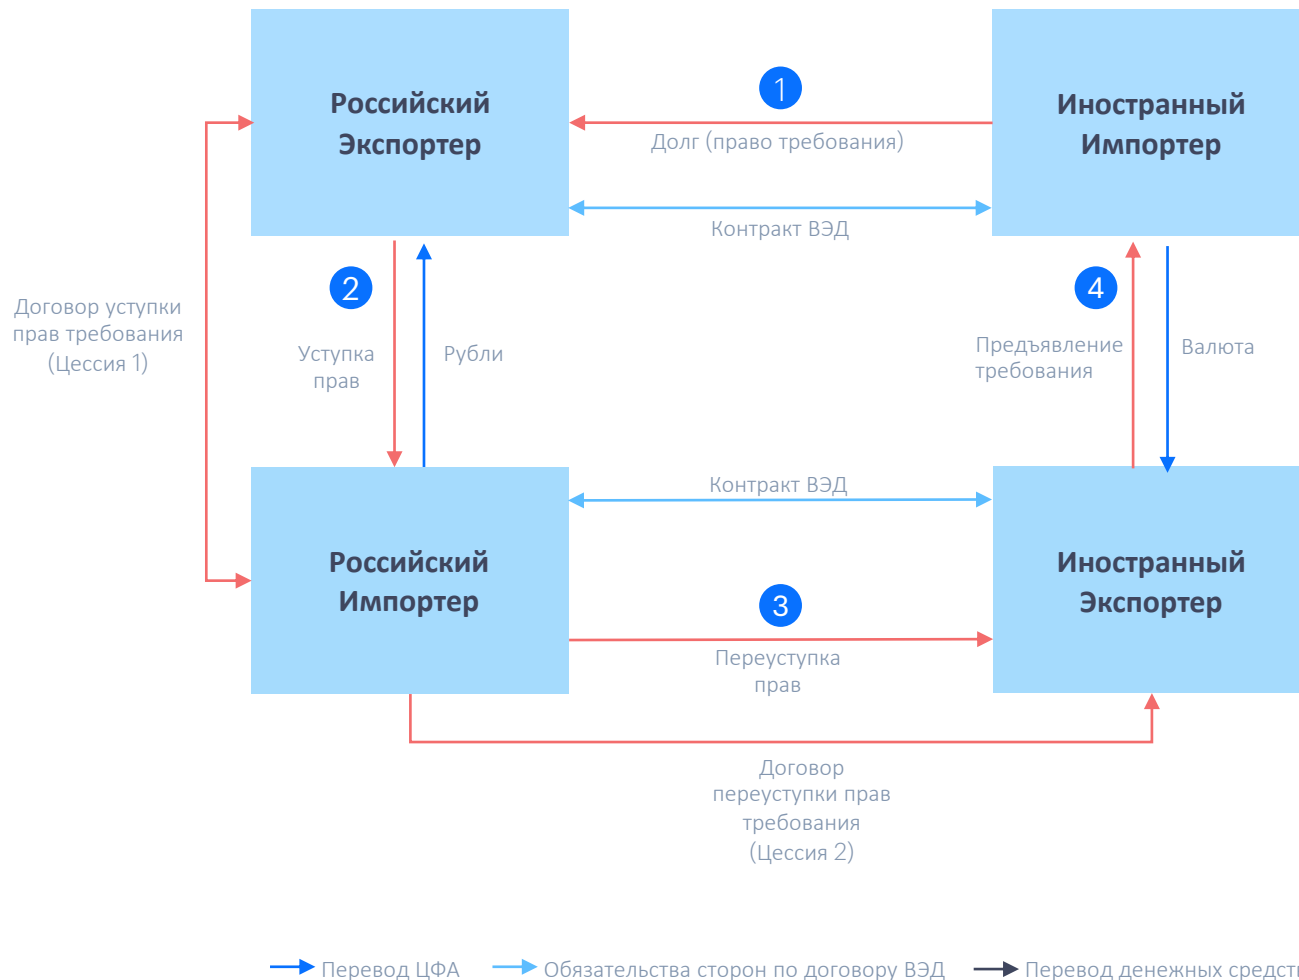 Российский
Экспортер
1
Долг (право требования)
Контракт ВЭД
Иностранный
Импортер
Договор уступки
прав требования
(Цессия 1)
2
Уступка
прав
Рубли
4
Предъявление
требования
Валюта
Российский
Импортер
Контракт ВЭД
3
Переуступка
прав
Иностранный
Экспортер
Договор
переуступки прав
требования
(Цессия 2)
Перевод ЦФА
Обязательства сторон по договору ВЭД
Перевод денежных средств